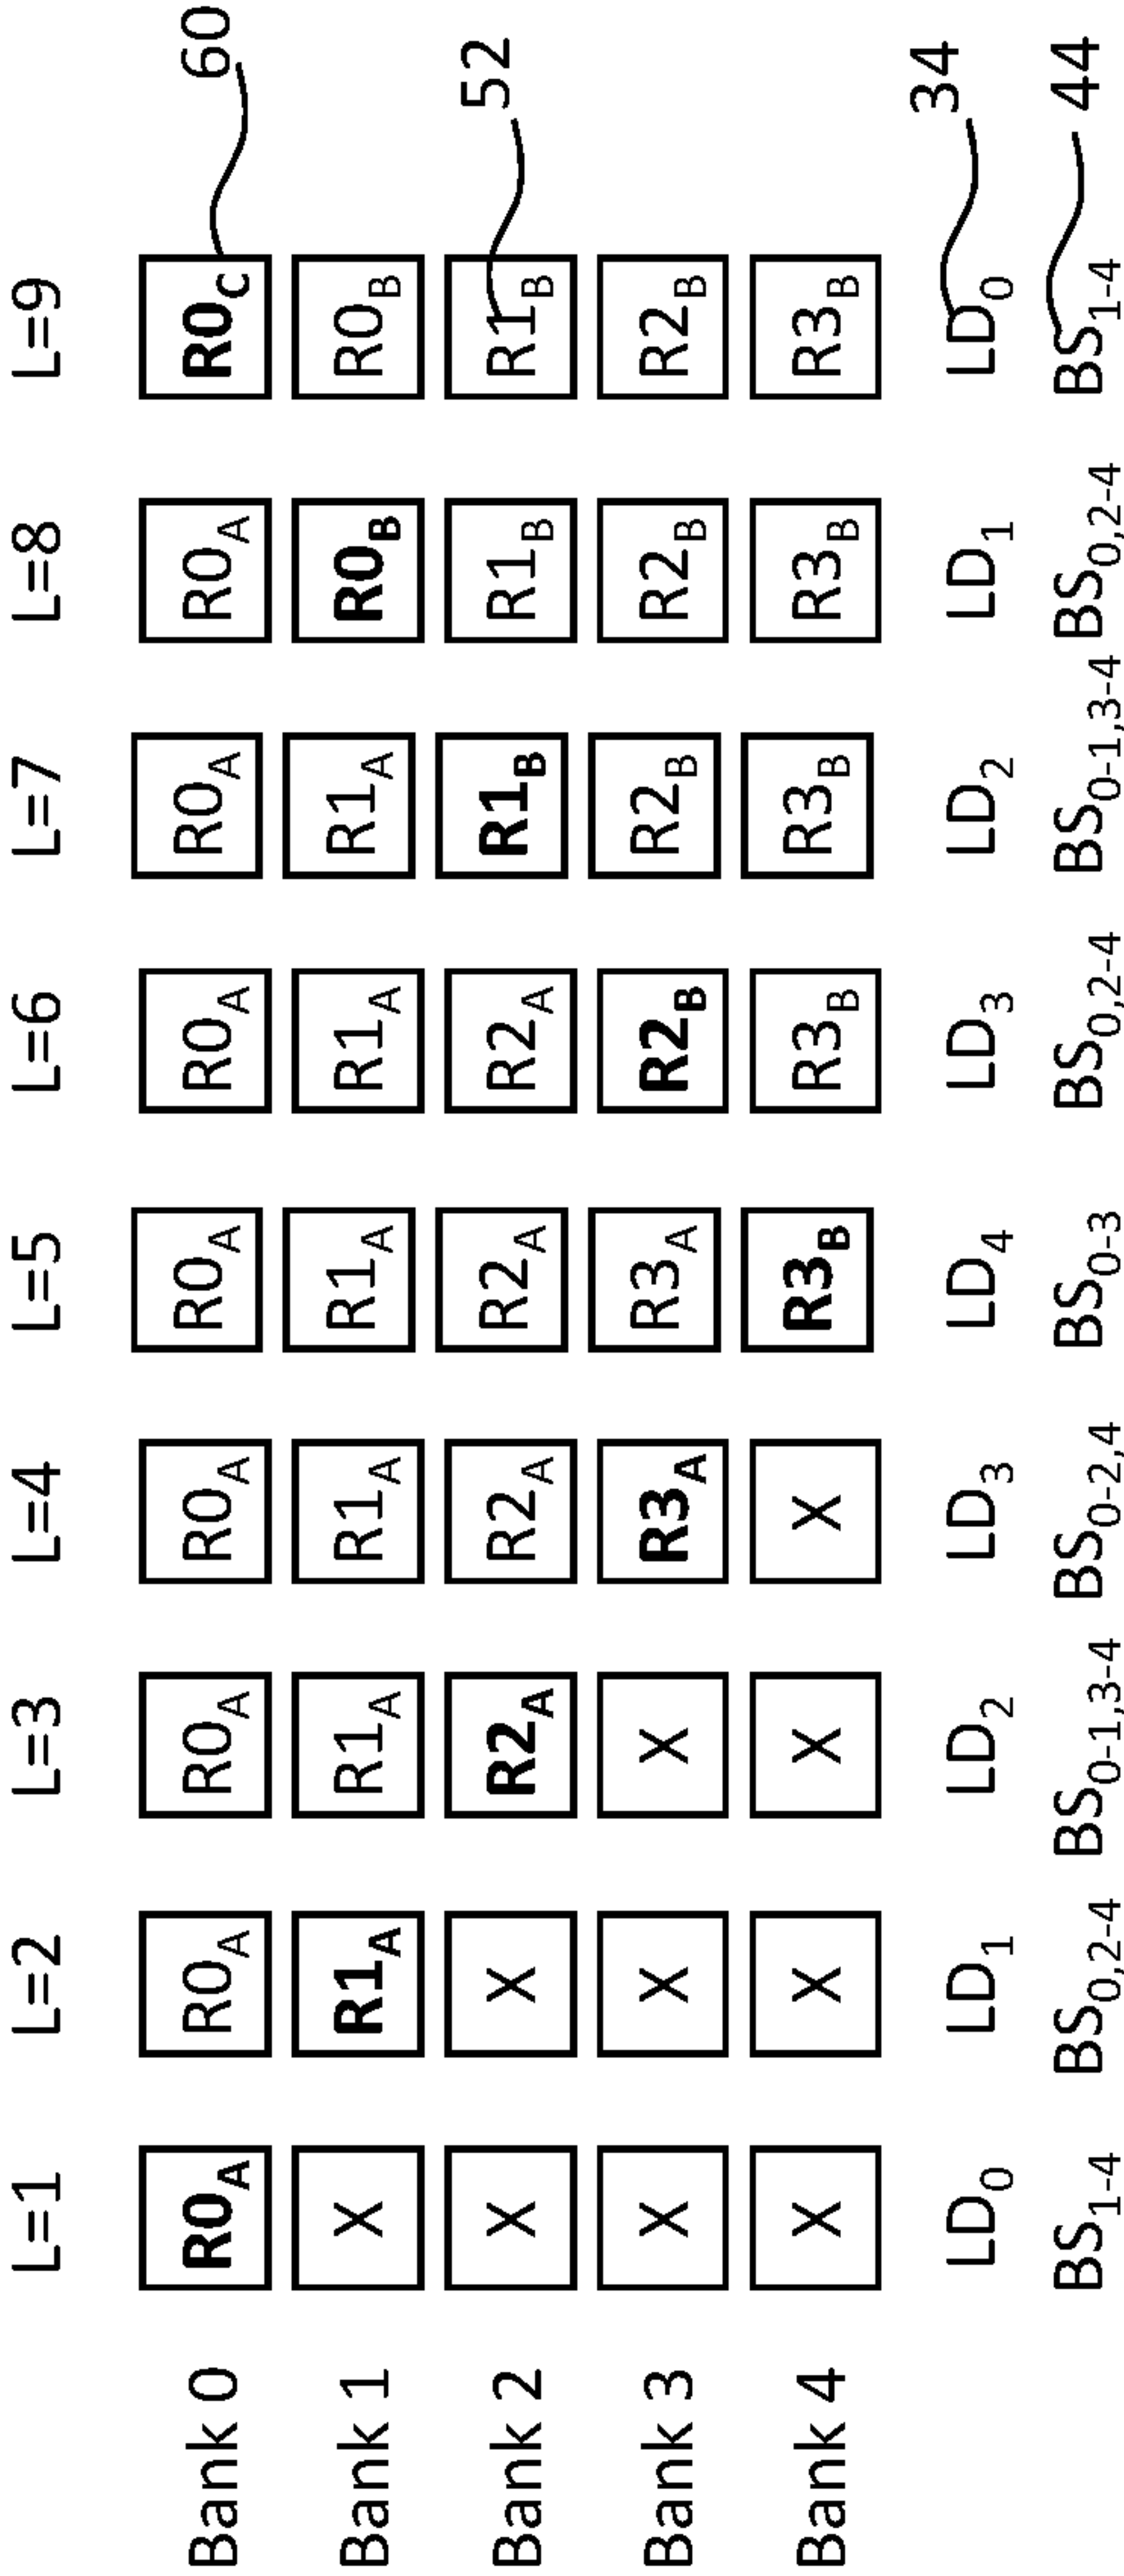 L=1 L=2 L=3 L=4 L=5 L=6 L=7 L=8 L=9
Bank 0 R0A R0A R0A R0A R0A R0A R0A R0A R0C 60
Bank 1 X R1A R1A R1A R1A R1A R1A R0B R0B
Bank 2 X X R2A R2A R2A R2A R1B R1B R1B 52
Bank 3 X X X R3A R3A R2B R2B R2B R2B
Bank 4 X X X X R3B R3B R3B R3B R3B
LD0 LD1 LD2 LD3 LD4 LD3 LD2 LD1 LD0 34
BS1-4 BS0,2-4 BS0-1,3-4 BS0-2,4 BS0-3 BS0,2-4 BS0-1,3-4 BS0,2-4 BS1-4 44